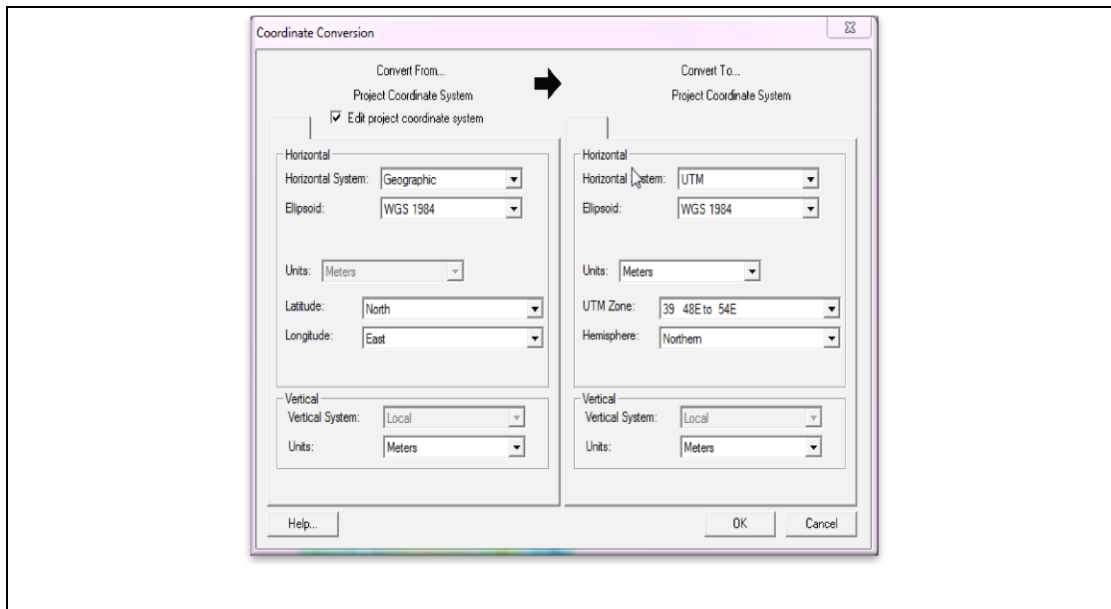 Coordinate Conversion
Convert From...
Project Coordinate System
Edit project coordinate system
Horizontal
Horizontal System: Geographic
Ellipsoid: WGS 1984
Units: Meters
Latitude: North
Longitude: East
Vertical
Vertical System: Local
Units: Meters
Convert To...
Project Coordinate System
Horizontal
Horizontal System: UTM
Ellipsoid: WGS 1984
Units: Meters
UTM Zone: 39 48E to 54E
Hemisphere: Northern
Vertical
Vertical System: Local
Units: Meters
Help...
OK
Cancel